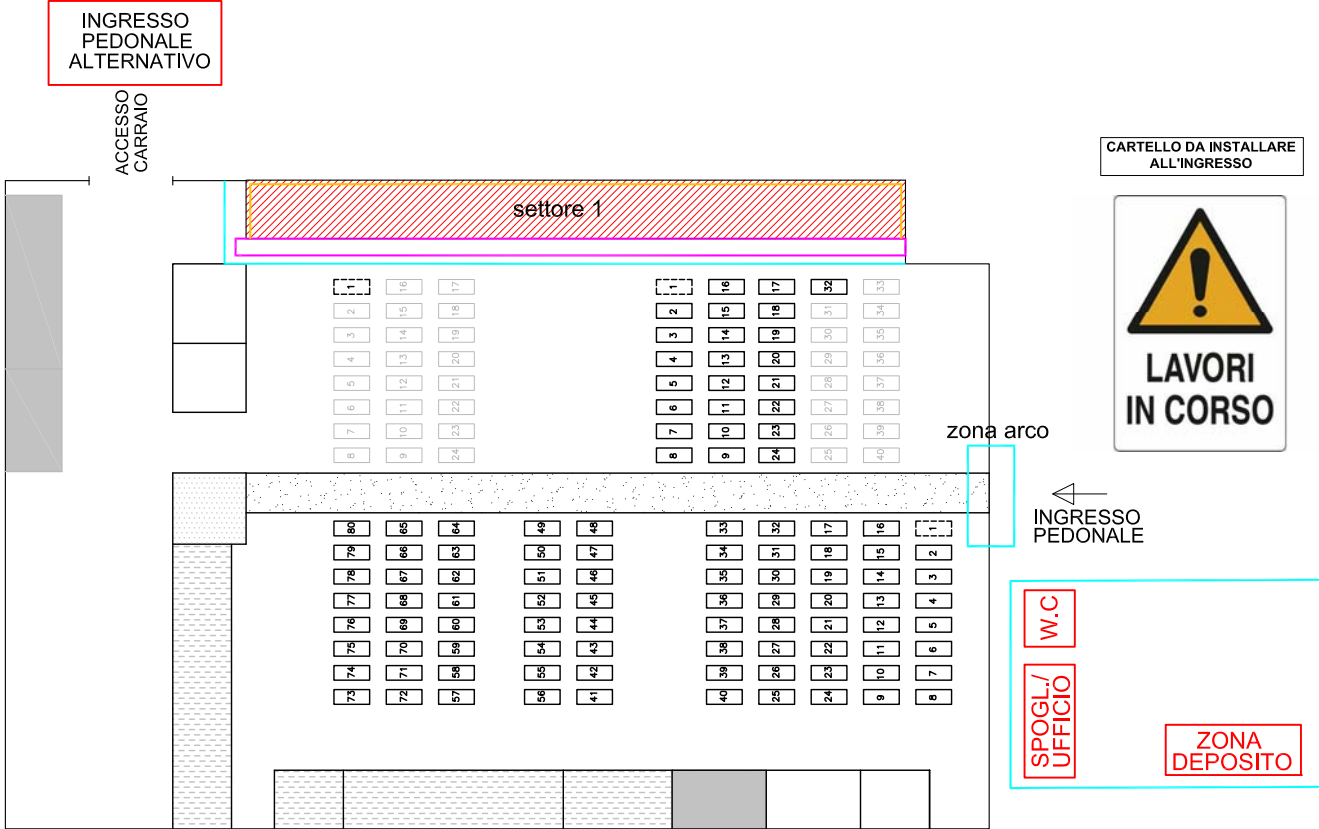 INGRESSO
PEDONALE
ALTERNATIVO
ACCESSO
CARRAIO
CARTELLO DA INSTALLARE
ALL'INGRESSO
settore 1
LAVORI
IN CORSO
1 16 17 1 16 17 32 33
2 15 18 2 15 18 31 34
3 14 19 3 14 19 30 35
4 13 20 4 13 20 29 36
5 12 21 5 12 21 28 37
6 11 22 6 11 22 27 38
7 10 23 7 10 23 26 39
8 9 24 8 9 24 25 40
zona arco
INGRESSO
PEDONALE
80 65 64 49 48 33 32 17 16 1
79 66 63 50 47 34 31 18 15 2
78 67 62 51 46 35 30 19 14 3
77 68 61 52 45 36 29 20 13 4
76 69 60 53 44 37 28 21 12 5
75 70 59 54 43 38 27 22 11 6
74 71 58 55 42 39 26 23 10 7
73 72 57 56 41 40 25 24 9 8
W.C
SPOGL./
UFFICIO
ZONA
DEPOSITO